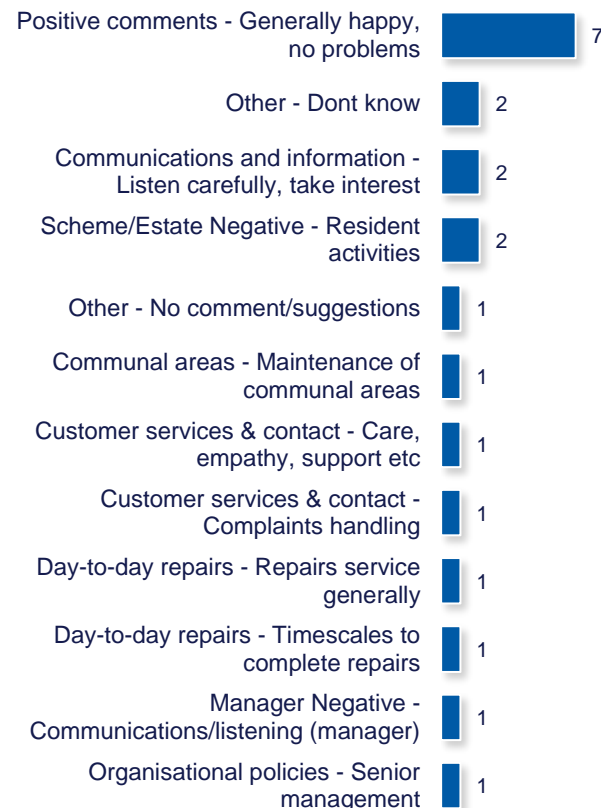 Positive comments - Generally happy,
no problems
7
Other - Dont know
2
Communications and information -
Listen carefully, take interest
2
Scheme/Estate Negative - Resident
activities
2
Other - No comment/suggestions
1
Communal areas - Maintenance of
communal areas
1
Customer services & contact - Care,
empathy, support etc
1
Customer services & contact -
Complaints handling
1
Day-to-day repairs - Repairs service
generally
1
Day-to-day repairs - Timescales to
complete repairs
1
Manager Negative -
Communications/listening (manager)
1
Organisational policies - Senior
management
1